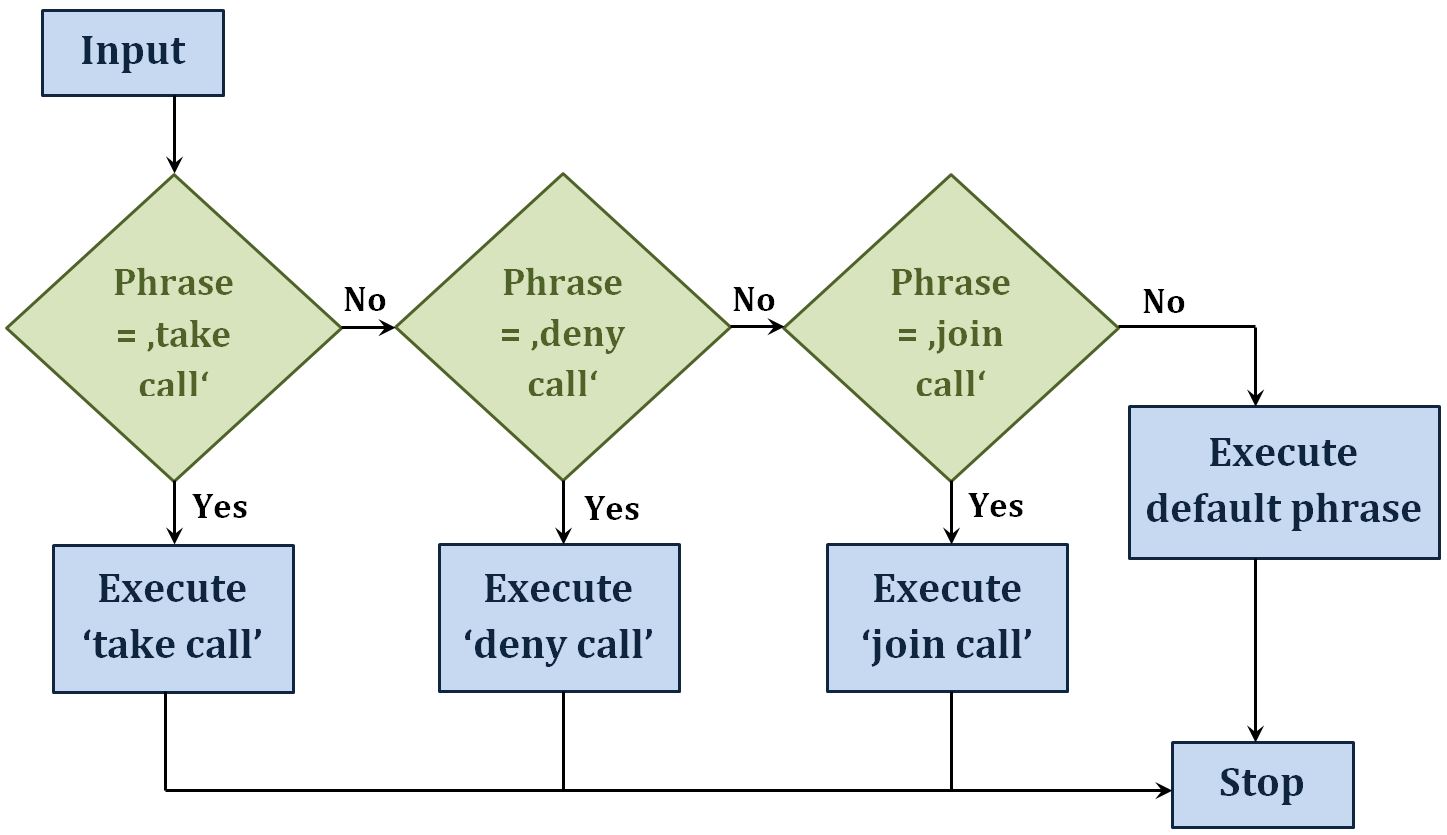 Input
Phrase
= ‚take
call‘
No
Phrase
= ‚deny
call‘
No
Phrase
= ‚join
call‘
No
Yes
Yes
Yes
Execute
‘take call’
Execute
‘deny call’
Execute
‘join call’
Execute
default phrase
Stop